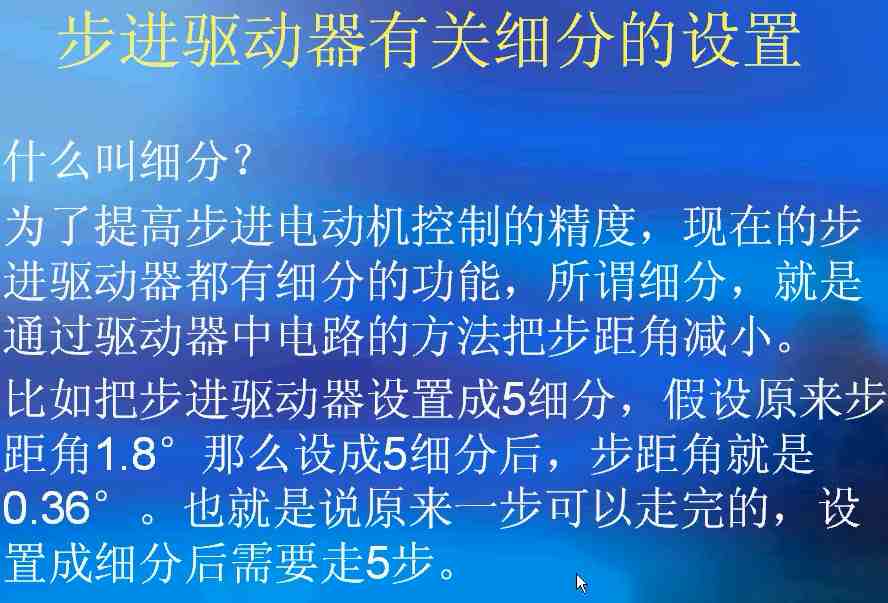 步进驱动器有关细分的设置
什么叫细分?
为了提高步进电动机控制的精度，现在的步
进驱动器都有细分的功能，所谓细分，就是
通过驱动器中电路的方法把步距角减小。
比如把步进驱动器设置成5细分，假设原来步
距角1.8°那么设成5细分后，步距角就是
0.36°。也就是说原来一步可以走完的，设
置成细分后需要走5步。